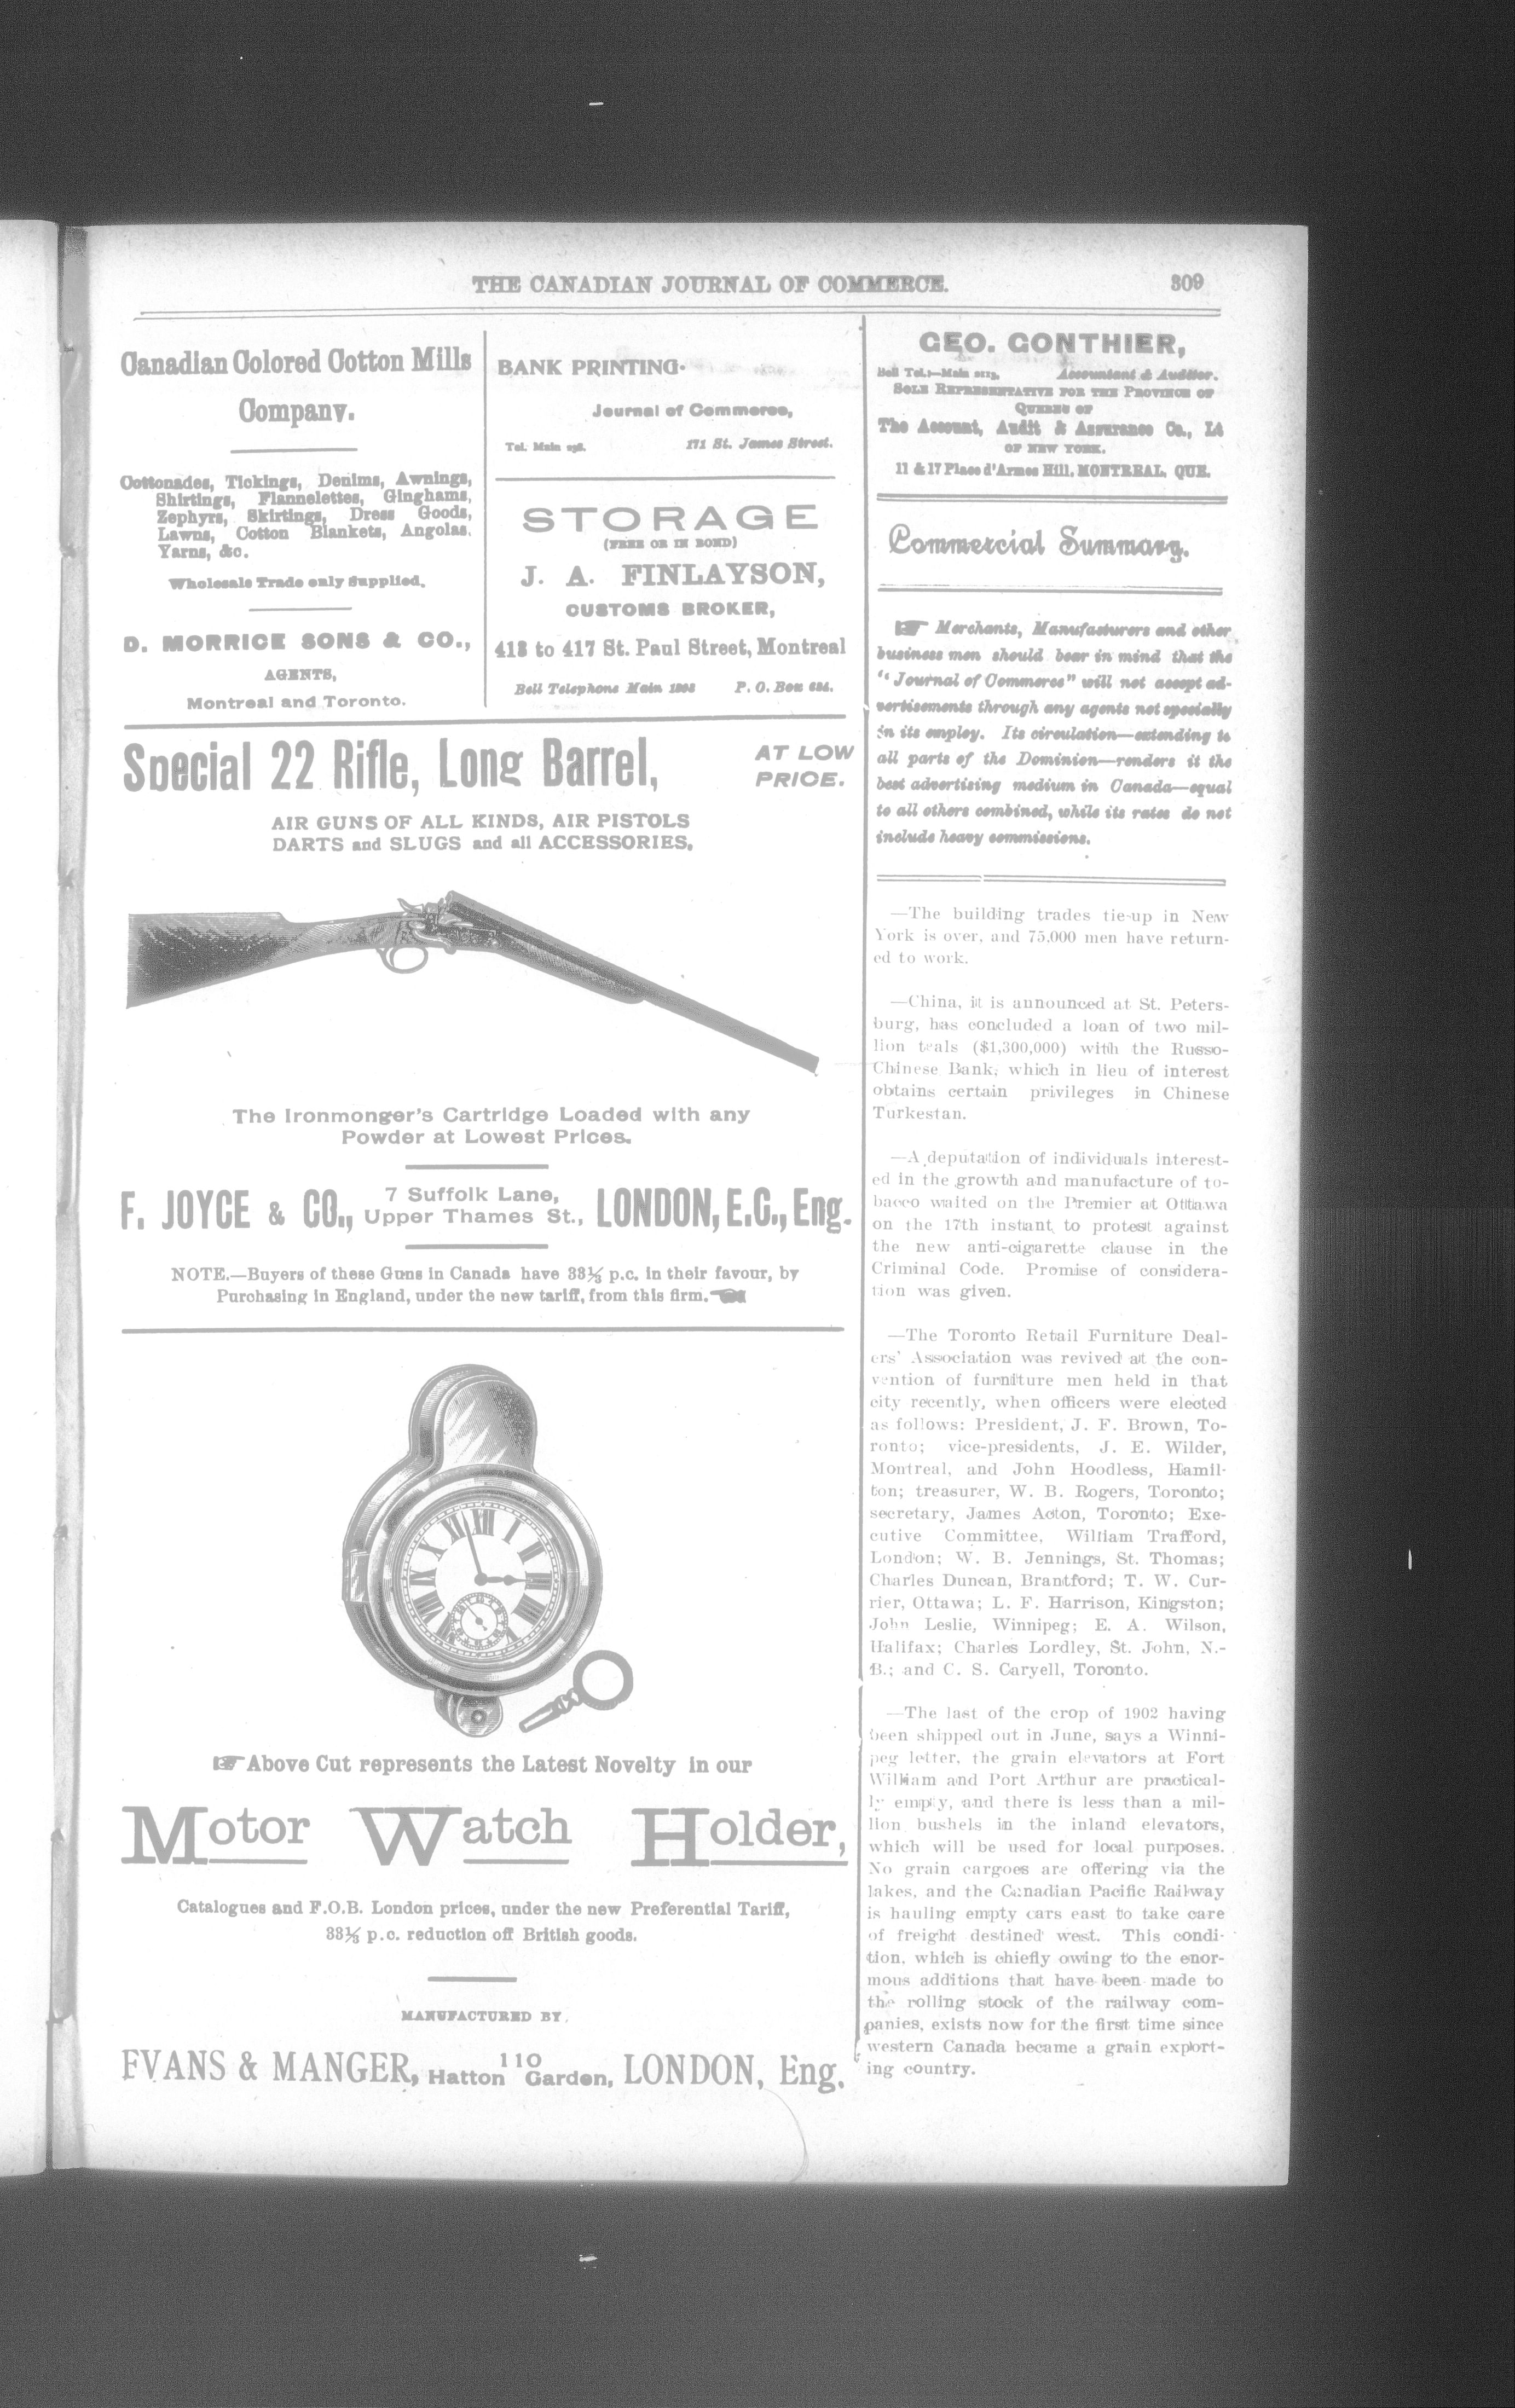 THE CANADIAN JOURNAL OF COMMERCE. 309
Canadian Colored Cotton Mills
Company.
Cottonades, Tickings, Denims, Awnings,
Shirtings, Flannelettes, Ginghams,
Zephyrs, Skirtings, Dress Goods,
Lawns, Cotton Blankets, Angolas,
Yarns, &c.
Wholesale Trade only Supplied.
D. MORRICE SONS & CO.,
AGENTS,
Montreal and Toronto.
BANK PRINTING.
Journal of Commerce,
Tel. Main 171 St. James Street.
STORAGE
(FREE OR IN BOND)
J. A. FINLAYSON,
CUSTOMS BROKER,
413 to 417 St. Paul Street, Montreal
Bell Telephone Main P. O. Box
Special 22 Rifle, Long Barrel,
AT LOW
PRICE.
AIR GUNS OF ALL KINDS, AIR PISTOLS
DARTS and SLUGS and all ACCESSORIES,
The Ironmonger's Cartridge Loaded with any
Powder at Lowest Prices.
F. JOYCE & CO., 7 Suffolk Lane,
Upper Thames St., LONDON, E.C., Eng.
NOTE.—Buyers of these Guns in Canada have 33⅓ p.c. in their favour, by
Purchasing in England, under the new tariff, from this firm.
Above Cut represents the Latest Novelty in our
Motor Watch Holder,
Catalogues and F.O.B. London prices, under the new Preferential Tariff,
33⅓ p.c. reduction off British goods.
MANUFACTURED BY
EVANS & MANGER, 110 Hatton Garden, LONDON, Eng.
GEO. GONTHIER,
Bell Tel.:—Main Accountant & Auditor.
SOLE REPRESENTATIVE FOR THE PROVINCE OF
QUEBEC OF
The Account, Audit & Assurance Co., Ld
OF NEW YORK.
11 & 17 Place d'Armes Hill, MONTREAL, QUE.
Commercial Summary.
Merchants, Manufacturers and other
business men should bear in mind that the
"Journal of Commerce" will not accept ad-
vertisements through any agents not specially
in its employ. Its circulation—extending to
all parts of the Dominion—renders it the
best advertising medium in Canada—equal
to all others combined, while its rates do not
include heavy commissions.
—The building trades tie-up in New
York is over, and 75,000 men have return-
ed to work.
—China, it is announced at St. Peters-
burg, has concluded a loan of two mil-
lion teals ($1,300,000) with the Russo-
Chinese Bank, which in lieu of interest
obtains certain privileges in Chinese
Turkestan.
—A deputation of individuals interest-
ed in the growth and manufacture of to-
bacco waited on the Premier at Ottawa
on the 17th instant to protest against
the new anti-cigarette clause in the
Criminal Code. Promise of considera-
tion was given.
—The Toronto Retail Furniture Deal-
ers' Association was revived at the con-
vention of furniture men held in that
city recently, when officers were elected
as follows: President, J. F. Brown, To-
ronto; vice-presidents, J. E. Wilder,
Montreal, and John Hoodless, Hamil-
ton; treasurer, W. B. Rogers, Toronto;
secretary, James Acton, Toronto; Exe-
cutive Committee, William Trafford,
London; W. B. Jennings, St. Thomas;
Charles Duncan, Brantford; T. W. Cur-
rier, Ottawa; L. F. Harrison, Kingston;
John Leslie, Winnipeg; E. A. Wilson,
Halifax; Charles Lordley, St. John, N.-
B.; and C. S. Caryell, Toronto.
—The last of the crop of 1902 having
been shipped out in June, says a Winni-
peg letter, the grain elevators at Fort
William and Port Arthur are practical-
ly empty, and there is less than a mil-
lion bushels in the inland elevators,
which will be used for local purposes.
No grain cargoes are offering via the
lakes, and the Canadian Pacific Railway
is hauling empty cars east to take care
of freight destined west. This condi-
tion, which is chiefly owing to the enor-
mous additions that have been made to
the rolling stock of the railway com-
panies, exists now for the first time since
western Canada became a grain export-
ing country.